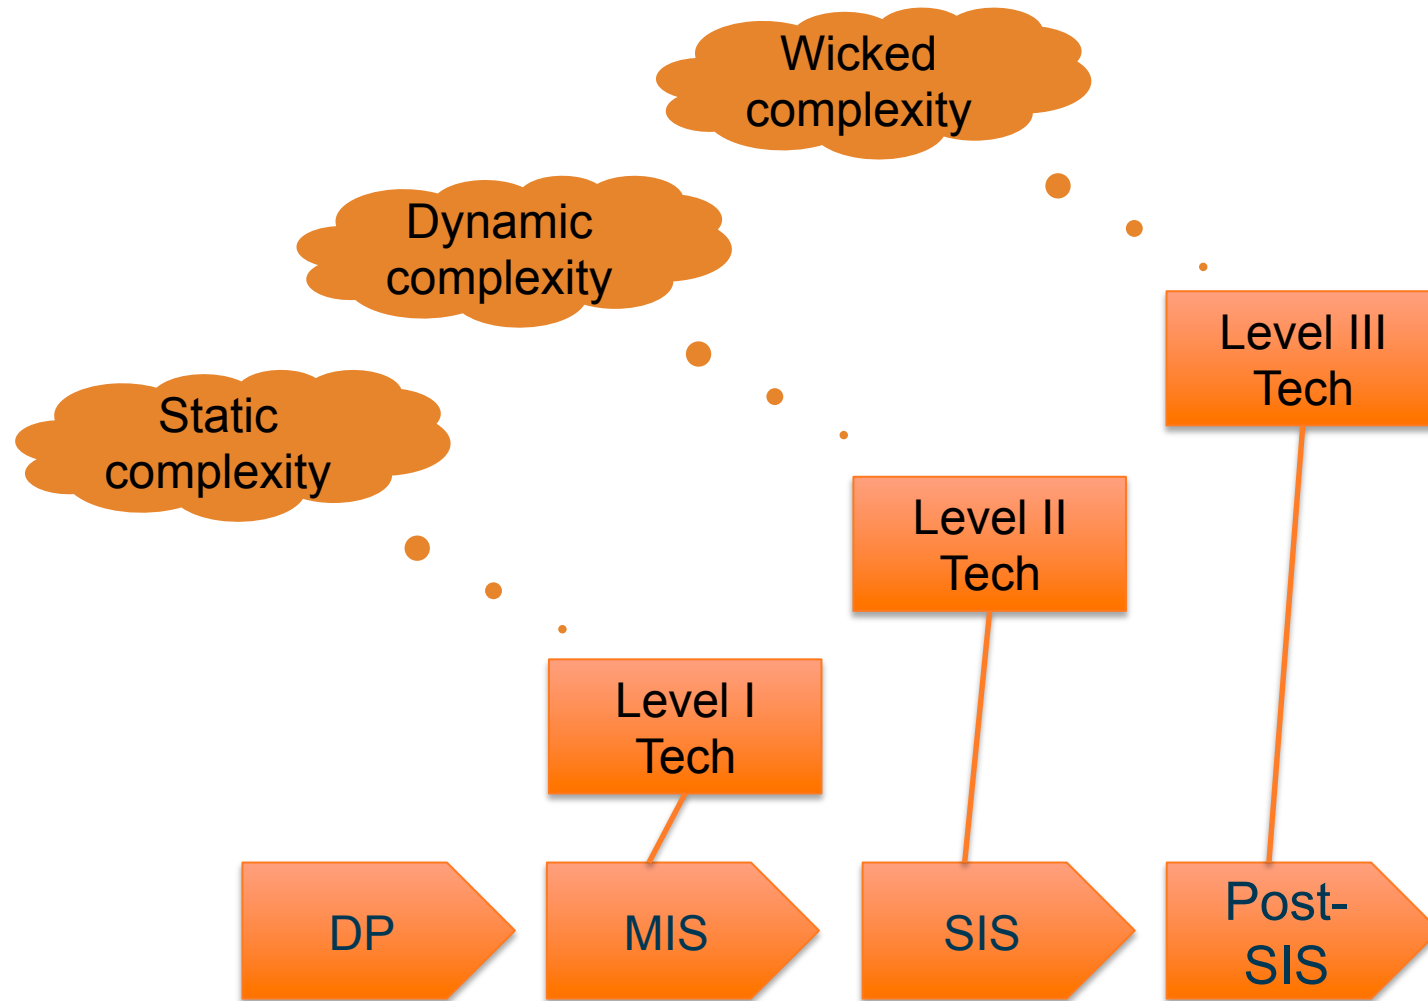 Wicked
complexity
Dynamic
complexity
Static
complexity
Level III
Tech
Level II
Tech
Level I
Tech
DP
MIS
SIS
Post-
SIS